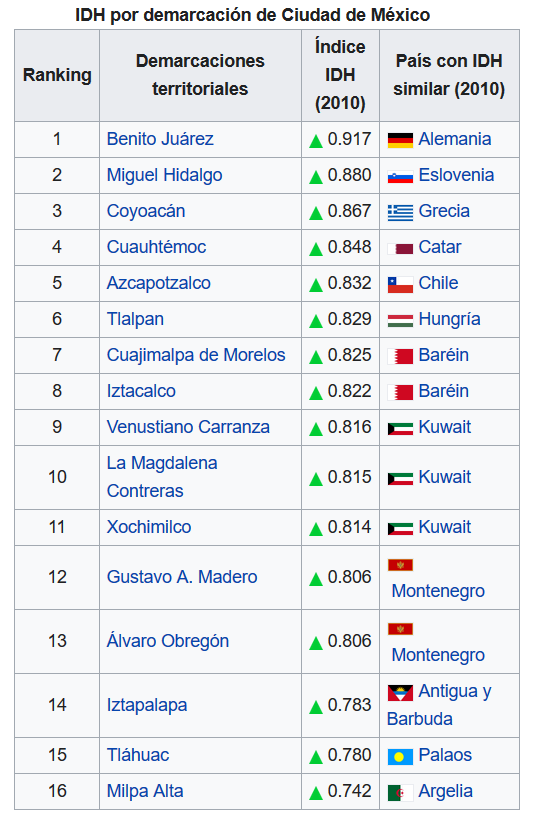 IDH por demarcación de Ciudad de México
Ranking Demarcaciones territoriales Índice IDH (2010) País con IDH similar (2010)
1 Benito Juárez ▲ 0.917 Alemania
2 Miguel Hidalgo ▲ 0.880 Eslovenia
3 Coyoacán ▲ 0.867 Grecia
4 Cuauhtémoc ▲ 0.848 Catar
5 Azcapotzalco ▲ 0.832 Chile
6 Tlalpan ▲ 0.829 Hungría
7 Cuajimalpa de Morelos ▲ 0.825 Baréin
8 Iztacalco ▲ 0.822 Baréin
9 Venustiano Carranza ▲ 0.816 Kuwait
10 La Magdalena Contreras ▲ 0.815 Kuwait
11 Xochimilco ▲ 0.814 Kuwait
12 Gustavo A. Madero ▲ 0.806 Montenegro
13 Álvaro Obregón ▲ 0.806 Montenegro
14 Iztapalapa ▲ 0.783 Antigua y Barbuda
15 Tláhuac ▲ 0.780 Palaos
16 Milpa Alta ▲ 0.742 Argelia